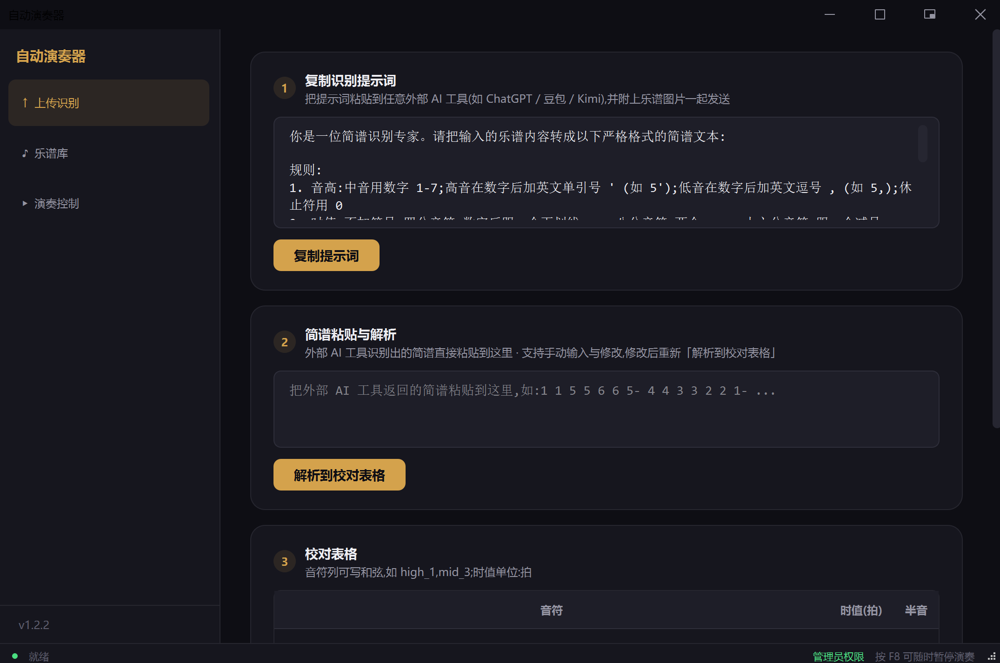 自动演奏器
自动演奏器
↑ 上传识别
♪ 乐谱库
▶ 演奏控制
v1.2.2
1
复制识别提示词
把提示词粘贴到任意外部 AI 工具(如 ChatGPT / 豆包 / Kimi),并附上乐谱图片一起发送
你是一位简谱识别专家。请把输入的乐谱内容转成以下严格格式的简谱文本:
规则:
1. 音高:中音用数字 1-7;高音在数字后加英文单引号 ' (如 5');低音在数字后加英文逗号 , (如 5,);休
止符用 0
复制提示词
2
简谱粘贴与解析
外部 AI 工具识别出的简谱直接粘贴到这里 · 支持手动输入与修改,修改后重新「解析到校对表格」
把外部 AI 工具返回的简谱粘贴到这里,如:1 1 5 5 6 6 5- 4 4 3 3 2 2 1- ...
解析到校对表格
3
校对表格
音符列可写和弦,如 high_1,mid_3;时值单位:拍
音符 时值(拍) 半音
就绪
管理员权限 按 F8 可随时暂停演奏